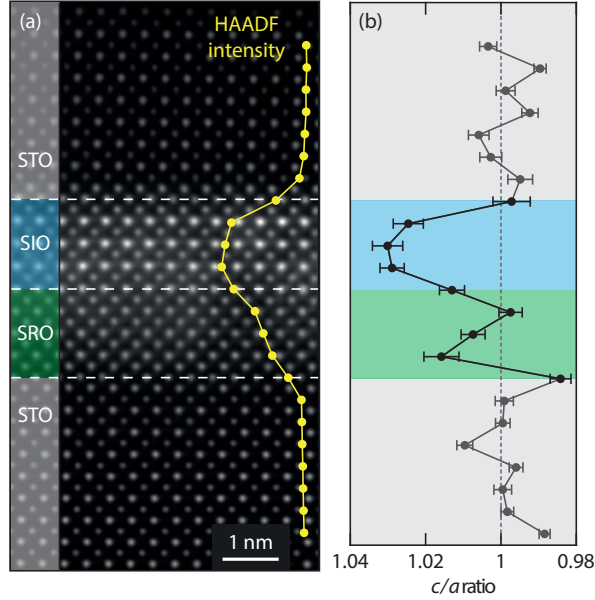 (a)
HAADF
intensity
STO
SIO
SRO
STO
1 nm
(b)
1.04 1.02 1 0.98
c/a ratio